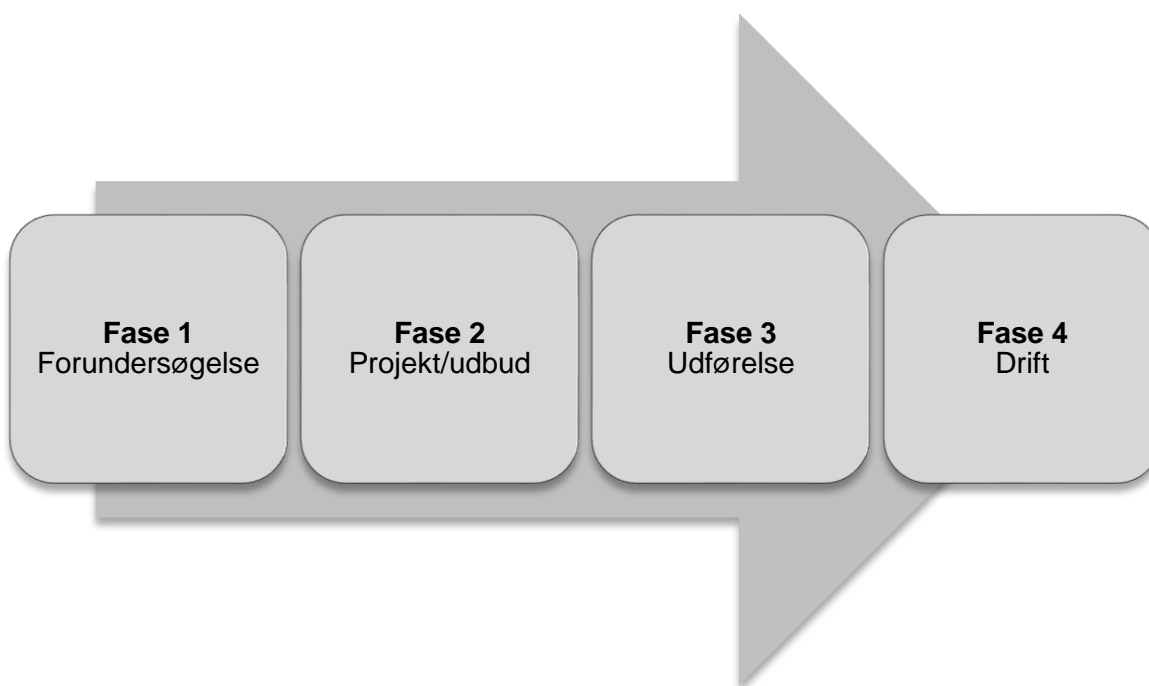 Fase 1
Forundersøgelse
Fase 2
Projekt/udbud
Fase 3
Udførelse
Fase 4
Drift